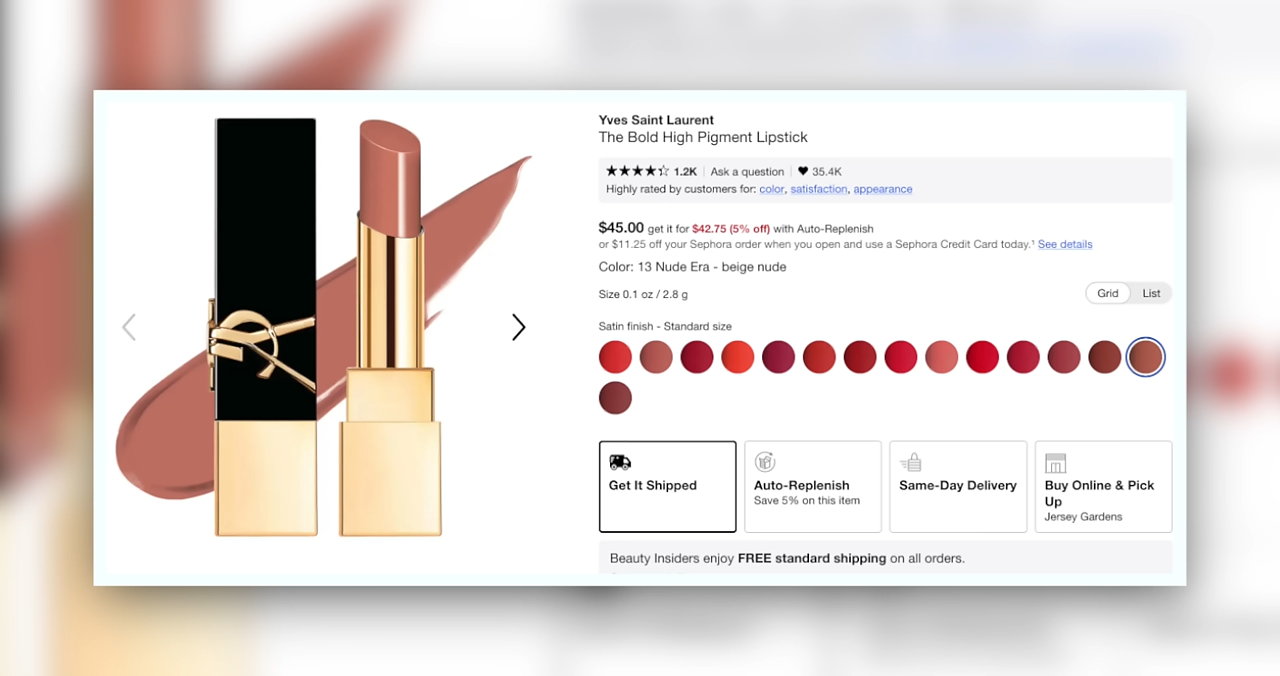 Yves Saint Laurent
The Bold High Pigment Lipstick
1.2K Ask a question 35.4K
Highly rated by customers for: color, satisfaction, appearance
$45.00 get it for $42.75 (5% off) with Auto-Replenish
or $11.25 off your Sephora order when you open and use a Sephora Credit Card today.¹ See details
Color: 13 Nude Era - beige nude
Size 0.1 oz / 2.8 g
Grid List
Satin finish - Standard size
Get It Shipped
Auto-Replenish
Save 5% on this item
Same-Day Delivery
Buy Online & Pick
Up
Jersey Gardens
Beauty Insiders enjoy FREE standard shipping on all orders.